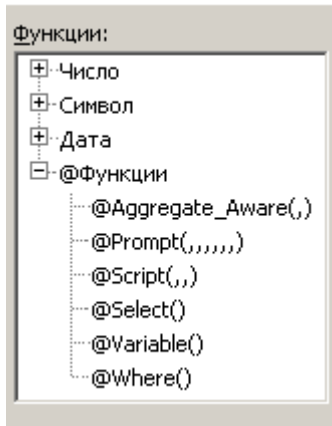 Функции:
Число
Символ
Дата
@Функции
@Aggregate_Aware(,)
@Prompt(,,,,,,)
@Script(,,)
@Select()
@Variable()
@Where()